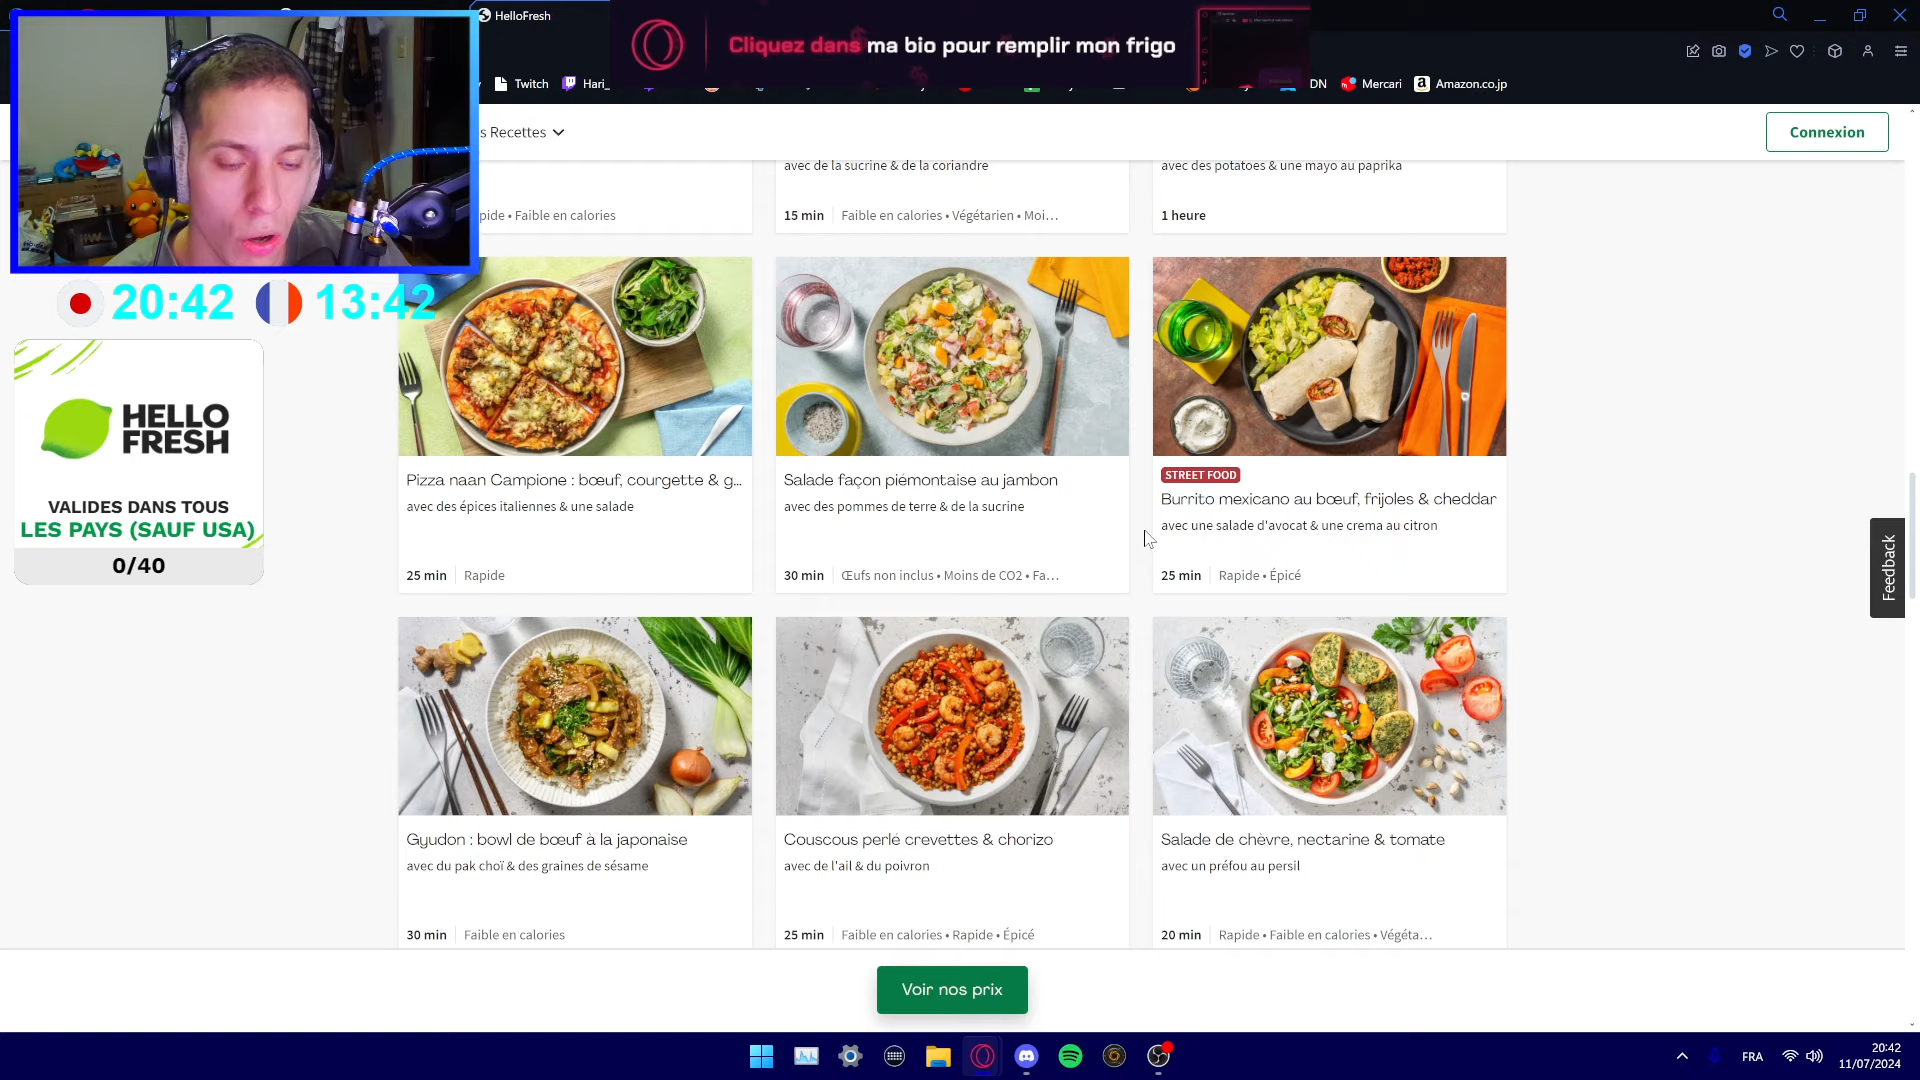 HelloFresh
Cliquez dans ma bio pour remplir mon frigo
Twitch
Hari_
DN
Mercari
Amazon.co.jp
s Recettes
Connexion
avec de la sucrine & de la coriandre
avec des potatoes & une mayo au paprika
pide • Faible en calories
15 min
Faible en calories • Végétarien • Moi...
1 heure
20:42
13:42
HELLO
FRESH
VALIDES DANS TOUS
LES PAYS (SAUF USA)
0/40
Pizza naan Campione : bœuf, courgette & g...
avec des épices italiennes & une salade
25 min
Rapide
Salade façon piémontaise au jambon
avec des pommes de terre & de la sucrine
30 min
Œufs non inclus • Moins de CO2 • Fa...
STREET FOOD
Burrito mexicano au bœuf, frijoles & cheddar
avec une salade d'avocat & une crema au citron
25 min
Rapide • Épicé
Feedback
Gyudon : bowl de bœuf à la japonaise
avec du pak choï & des graines de sésame
30 min
Faible en calories
Couscous perlé crevettes & chorizo
avec de l'ail & du poivron
25 min
Faible en calories • Rapide • Épicé
Salade de chèvre, nectarine & tomate
avec un préfou au persil
20 min
Rapide • Faible en calories • Végéta...
Voir nos prix
FRA
20:42
11/07/2024